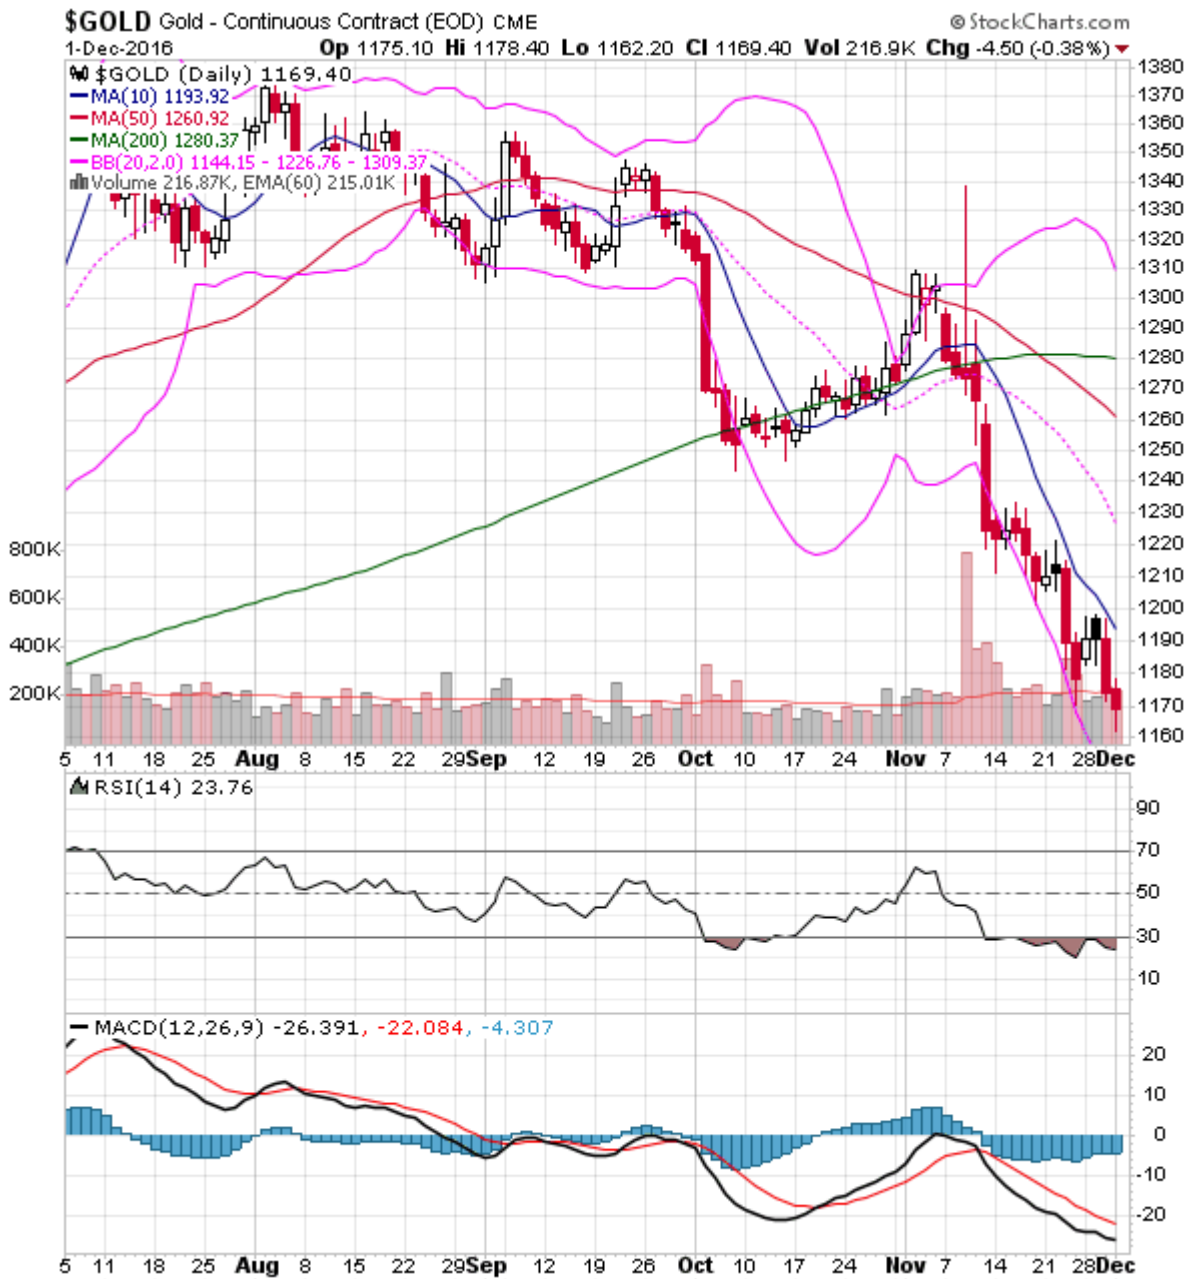 $GOLD Gold - Continuous Contract (EOD) CME © StockCharts.com
1-Dec-2016 Op 1175.10 Hi 1178.40 Lo 1162.20 Cl 1169.40 Vol 216.9K Chg -4.50 (-0.38%)
$GOLD (Daily) 1169.40
MA(10) 1193.92
MA(50) 1260.92
MA(200) 1280.37
BB(20,2.0) 1144.15 - 1226.76 - 1309.37
Volume 216.87K, EMA(60) 215.01K
1380
1370
1360
1350
1340
1330
1320
1310
1300
1290
1280
1270
1260
1250
1240
1230
1220
1210
1200
1190
1180
1170
1160
800K
600K
400K
200K
5 11 18 25 Aug 8 15 22 29 Sep 12 19 26 Oct 10 17 24 Nov 7 14 21 28 Dec
RSI(14) 23.76
90
70
50
30
10
MACD(12,26,9) -26.391, -22.084, -4.307
20
10
0
-10
-20
5 11 18 25 Aug 8 15 22 29 Sep 12 19 26 Oct 10 17 24 Nov 7 14 21 28 Dec